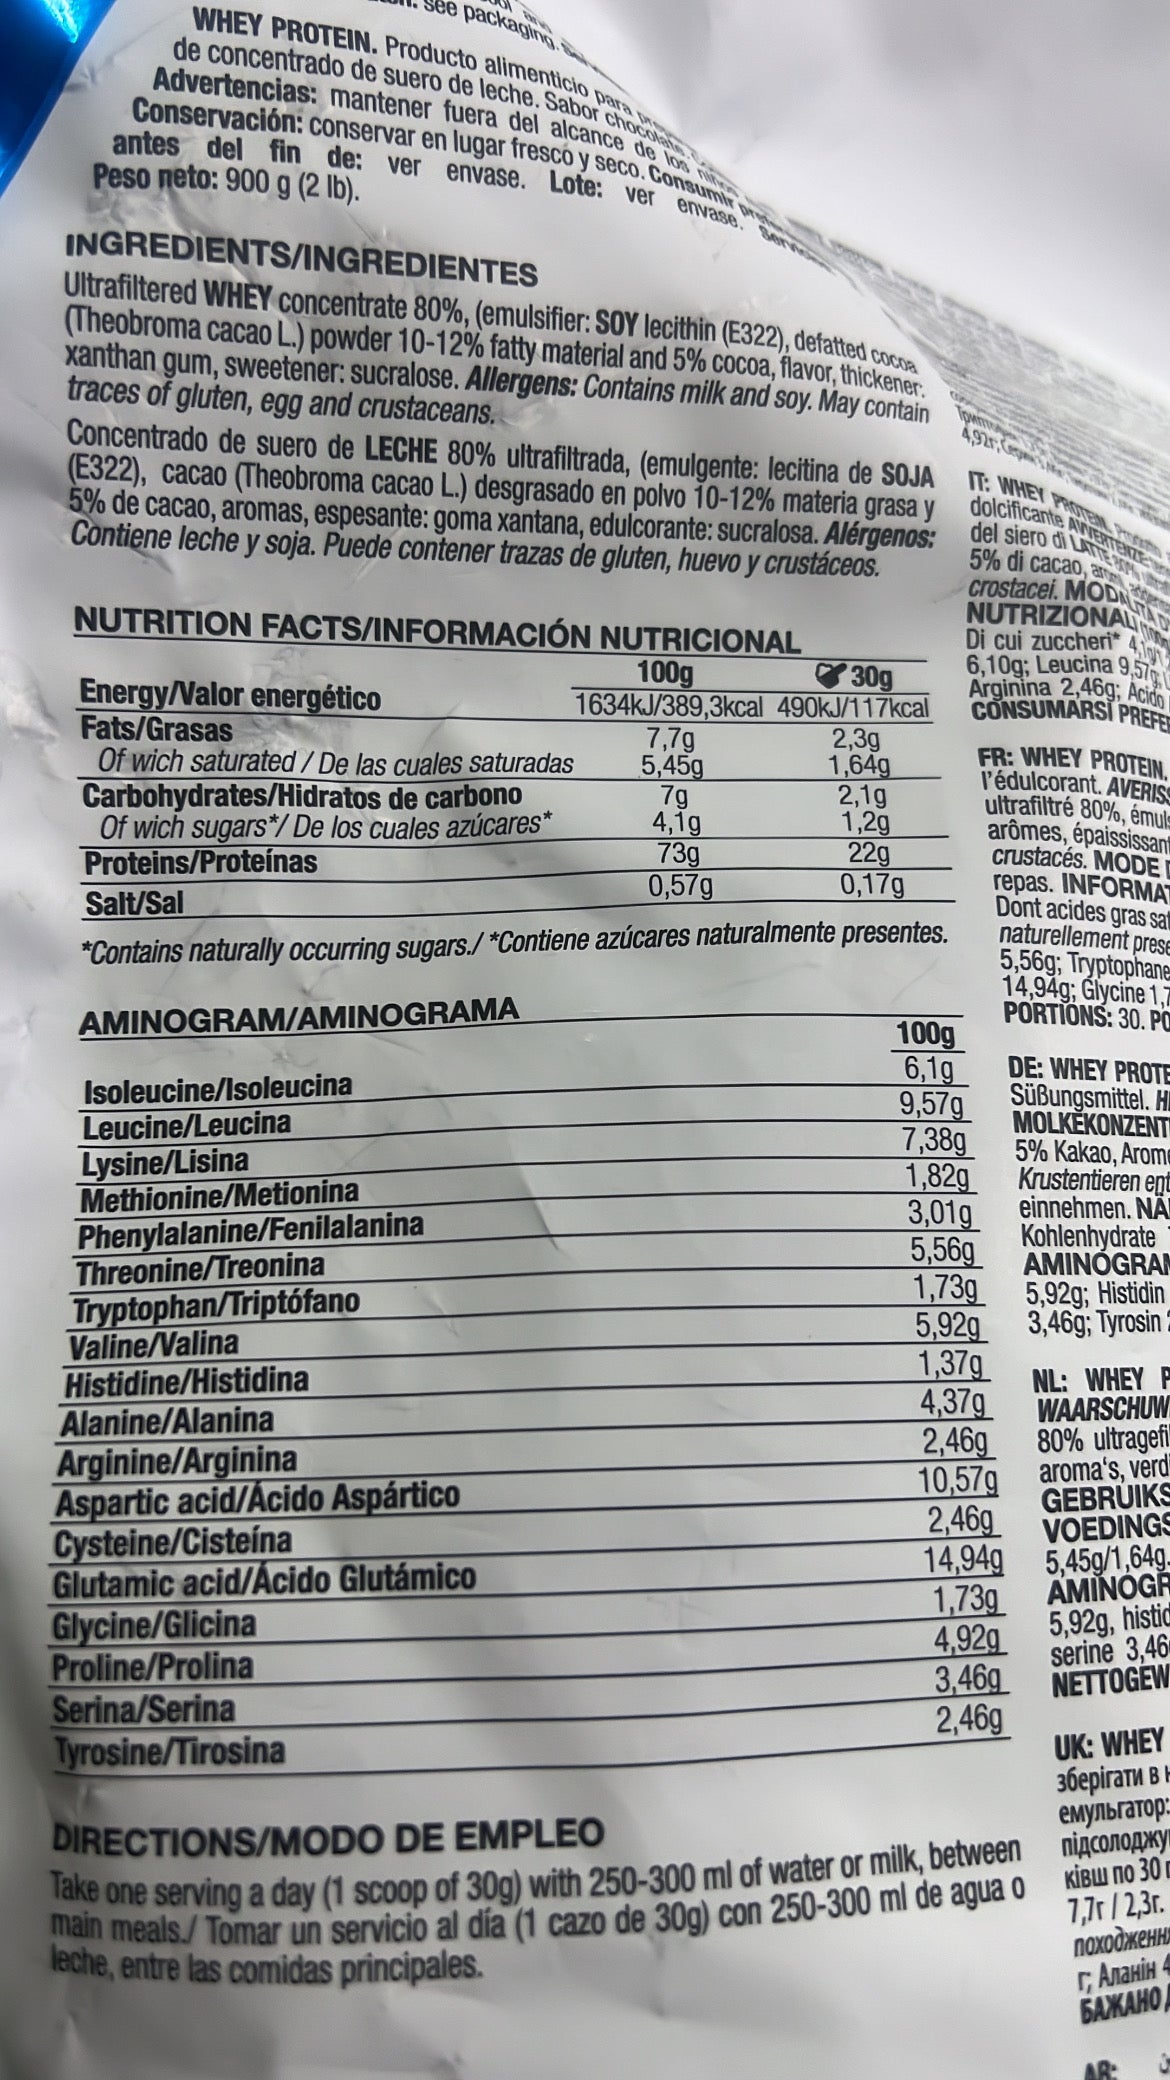 see packaging.
WHEY PROTEIN. Producto alimenticio para
de concentrado de suero de leche. Sabor chocolate.
Advertencias: mantener fuera del alcance de los niños
Conservación: conservar en lugar fresco y seco. Consumir
antes del fin de: ver envase. Lote: ver envase.
Peso neto: 900 g (2 lb).
INGREDIENTS/INGREDIENTES
Ultrafiltered WHEY concentrate 80%, (emulsifier: SOY lecithin (E322), defatted cocoa
(Theobroma cacao L.) powder 10-12% fatty material and 5% cocoa, flavor, thickener:
xanthan gum, sweetener: sucralose. Allergens: Contains milk and soy. May contain
traces of gluten, egg and crustaceans.
Concentrado de suero de LECHE 80% ultrafiltrada, (emulgente: lecitina de SOJA
(E322), cacao (Theobroma cacao L.) desgrasado en polvo 10-12% materia grasa y
5% de cacao, aromas, espesante: goma xantana, edulcorante: sucralosa. Alérgenos:
Contiene leche y soja. Puede contener trazas de gluten, huevo y crustáceos.
NUTRITION FACTS/INFORMACIÓN NUTRICIONAL
100g 30g
Energy/Valor energético 1634kJ/389,3kcal 490kJ/117kcal
Fats/Grasas 7,7g 2,3g
Of wich saturated / De las cuales saturadas 5,45g 1,64g
Carbohydrates/Hidratos de carbono 7g 2,1g
Of wich sugars*/ De los cuales azúcares* 4,1g 1,2g
Proteins/Proteínas 73g 22g
Salt/Sal 0,57g 0,17g
*Contains naturally occurring sugars./ *Contiene azúcares naturalmente presentes.
AMINOGRAM/AMINOGRAMA
100g
Isoleucine/Isoleucina 6,1g
Leucine/Leucina 9,57g
Lysine/Lisina 7,38g
Methionine/Metionina 1,82g
Phenylalanine/Fenilalanina 3,01g
Threonine/Treonina 5,56g
Tryptophan/Triptófano 1,73g
Valine/Valina 5,92g
Histidine/Histidina 1,37g
Alanine/Alanina 4,37g
Arginine/Arginina 2,46g
Aspartic acid/Ácido Aspártico 10,57g
Cysteine/Cisteína 2,46g
Glutamic acid/Ácido Glutámico 14,94g
Glycine/Glicina 1,73g
Proline/Prolina 4,92g
Serina/Serina 3,46g
Tyrosine/Tirosina 2,46g
DIRECTIONS/MODO DE EMPLEO
Take one serving a day (1 scoop of 30g) with 250-300 ml of water or milk, between
main meals./ Tomar un servicio al día (1 cazo de 30g) con 250-300 ml de agua o
leche, entre las comidas principales.
IT: WHEY PROTEIN.
dolcificante AVVERTENZE
del siero di LATTE 80%
5% di cacao,
crostacei. MODALITÀ
NUTRIZIONALI
Di cui zuccheri* 4,1g
6,10g; Leucina 9,57g;
Arginina 2,46g; Acido
CONSUMARSI PREFE
FR: WHEY PROTEIN.
l'édulcorant. AVERISS
ultrafiltré 80%, émuls
arômes, épaississant
crustacés. MODE D
repas. INFORMAT
Dont acides gras sat
naturellement prese
5,56g; Tryptophane
14,94g; Glycine 1,7
PORTIONS: 30. PO
DE: WHEY PROTE
Süßungsmittel. HI
MOLKEKONZENT
5% Kakao, Arome
Krustentieren ent
einnehmen. NÄ
Kohlenhydrate
AMINOGRAM
5,92g; Histidin
3,46g; Tyrosin 2
NL: WHEY P
WAARSCHUW
80% ultragefil
aroma's, verdi
GEBRUIKS
VOEDINGS
5,45g/1,64g.
AMINOGR
5,92g, histid
serine 3,46
NETTOGEW
UK: WHEY
зберігати в
емульгатор:
підсолоджу
ківш по 30 г
7,7г / 2,3г.
походженн
г; Аланін 4
БАЖАНО
AR: